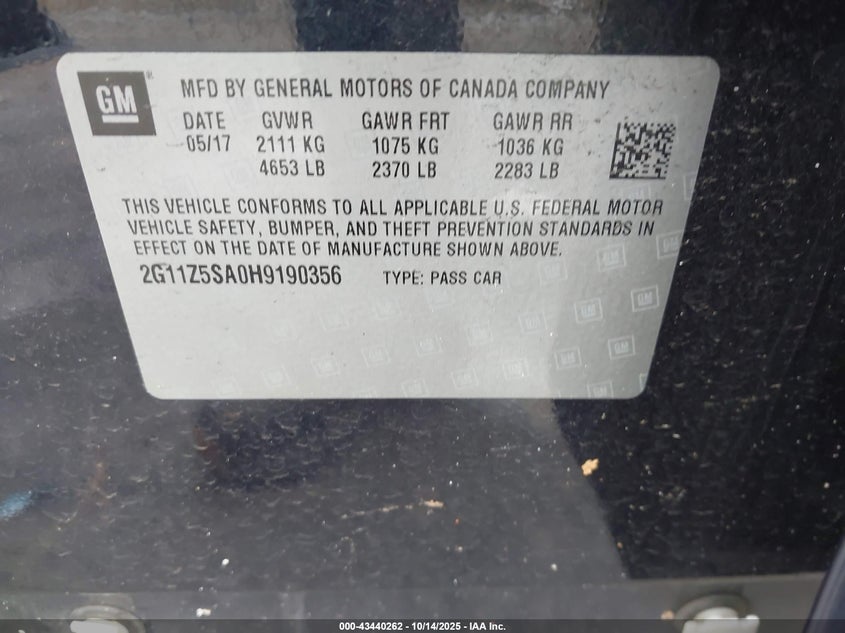 GM
MFD BY GENERAL MOTORS OF CANADA COMPANY
DATE GVWR GAWR FRT GAWR RR
05/17 2111 KG 1075 KG 1036 KG
4653 LB 2370 LB 2283 LB
THIS VEHICLE CONFORMS TO ALL APPLICABLE U.S. FEDERAL MOTOR
VEHICLE SAFETY, BUMPER, AND THEFT PREVENTION STANDARDS IN
EFFECT ON THE DATE OF MANUFACTURE SHOWN ABOVE.
2G11Z5SA0H9190356 TYPE: PASS CAR
000-43440262 - 10/14/2025 - IAA Inc.